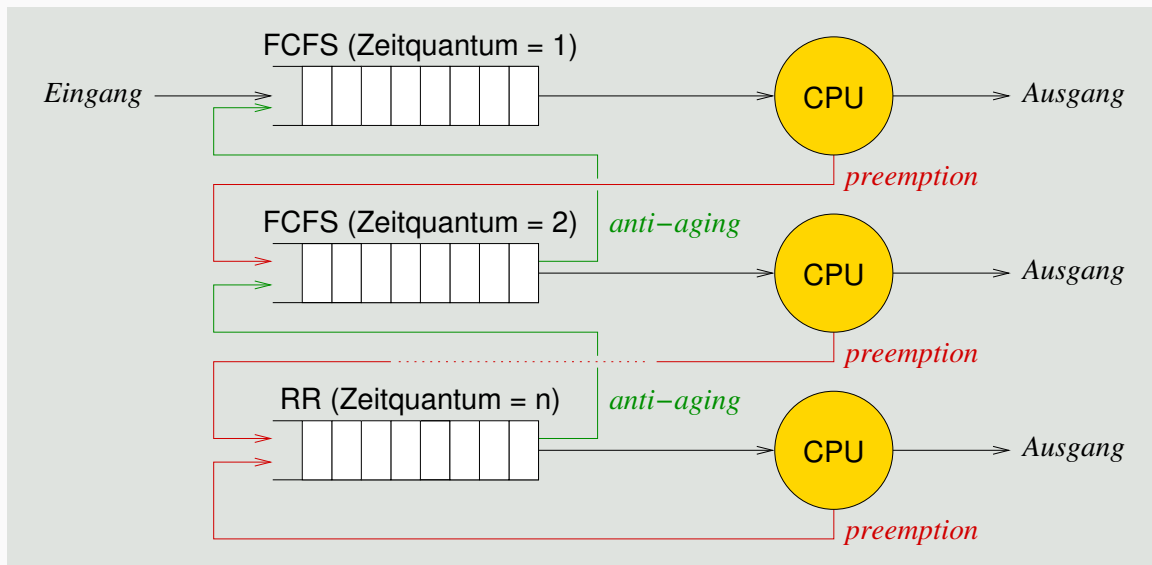 FCFS (Zeitquantum = 1)
Eingang
CPU
Ausgang
preemption
FCFS (Zeitquantum = 2)
anti−aging
CPU
Ausgang
preemption
RR (Zeitquantum = n)
anti−aging
CPU
Ausgang
preemption